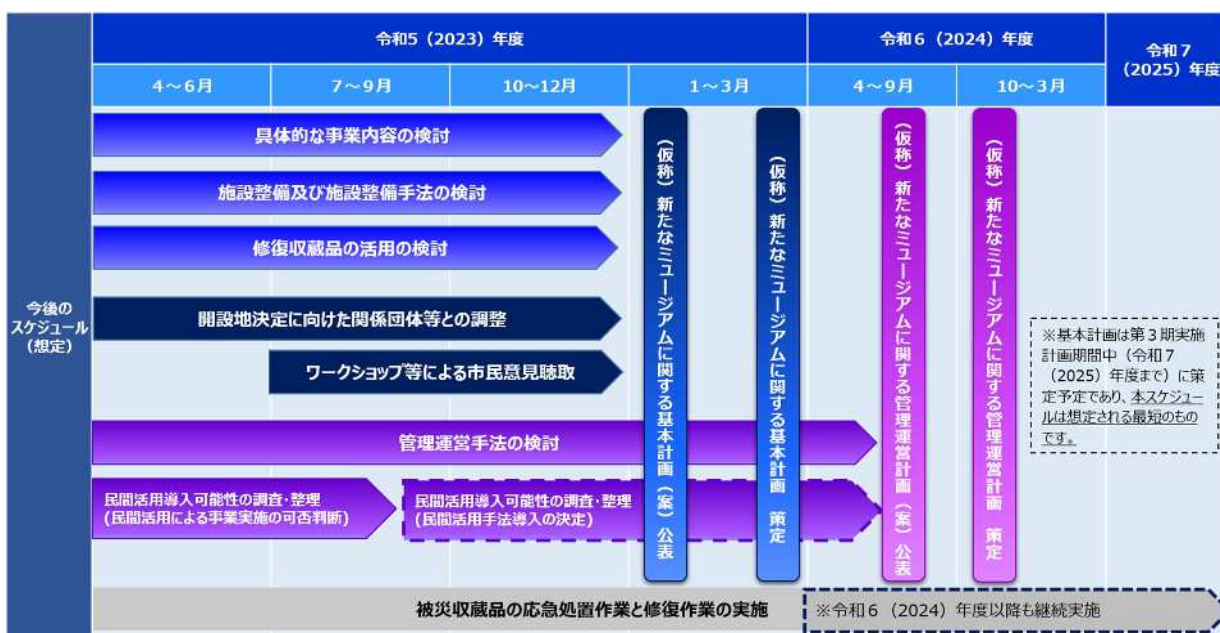 令和5（2023）年度
令和6（2024）年度
令和7
（2025）年度
4～6月
7～9月
10～12月
1～3月
4～9月
10～3月
今後の
スケジュール
（想定）
具体的な事業内容の検討
施設整備及び施設整備手法の検討
修復収蔵品の活用の検討
開設地決定に向けた関係団体等との調整
ワークショップ等による市民意見聴取
管理運営手法の検討
民間活用導入可能性の調査・整理
(民間活用による事業実施の可否判断)
民間活用導入可能性の調査・整理
(民間活用手法導入の決定)
（仮称）新たなミュージアムに関する基本計画（案）公表
（仮称）新たなミュージアムに関する基本計画　策定
（仮称）新たなミュージアムに関する管理運営計画（案）公表
（仮称）新たなミュージアムに関する管理運営計画　策定
※基本計画は第３期実施
計画期間中（令和７
（2025）年度まで）に策
定予定であり、本スケジュー
ルは想定される最短のもの
です。
被災収蔵品の応急処置作業と修復作業の実施
※令和６（2024）年度以降も継続実施